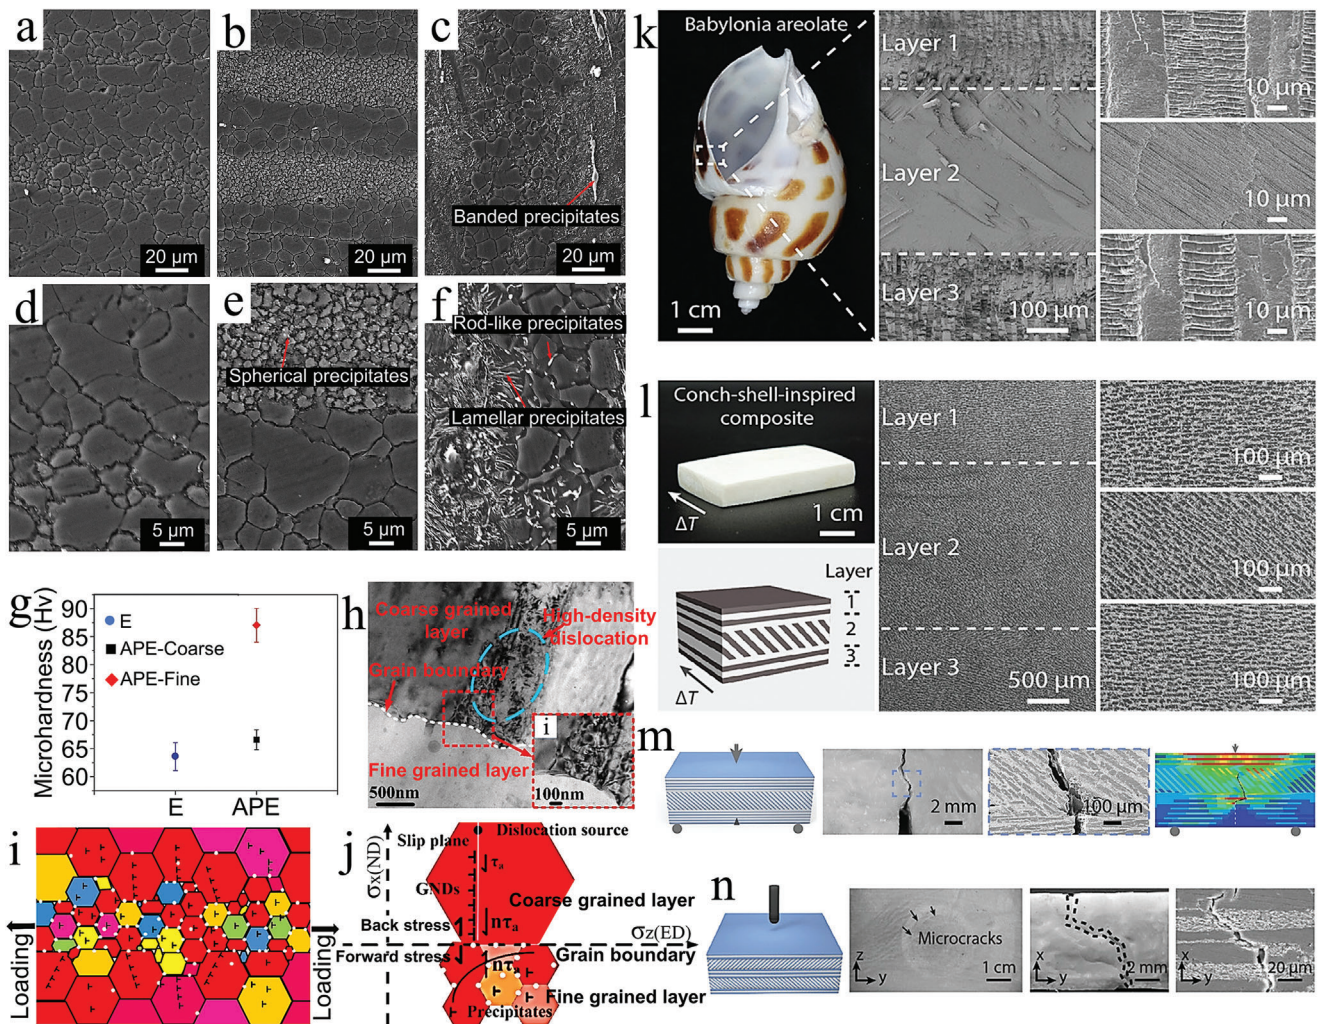 a
20 μm
b
20 μm
c
Banded precipitates
20 μm
d
5 μm
e
Spherical precipitates
5 μm
f
Rod-like precipitates
Lamellar precipitates
5 μm
g
Microhardness (Hv)
90
85
80
75
70
65
60
E
APE-Coarse
APE-Fine
E
APE
h
Coarse grained
layer
High-density
dislocation
Grain boundary
Fine grained layer
500nm
i
100nm
i
Loading
Loading
j
σx(ND)
Slip plane
Dislocation source
τa
GNDs
Coarse grained layer
Back stress
nτa
σz(ED)
Forward stress
Grain boundary
nτa
Fine grained layer
Precipitates
k
Babylonia areolate
1 cm
Layer 1
Layer 2
Layer 3
100 μm
10 μm
10 μm
10 μm
l
Conch-shell-inspired
composite
ΔT
1 cm
Layer
1
2
3
ΔT
Layer 1
Layer 2
Layer 3
500 μm
100 μm
100 μm
100 μm
m
2 mm
100 μm
n
Microcracks
z
y
1 cm
x
y
2 mm
x
y
20 μm